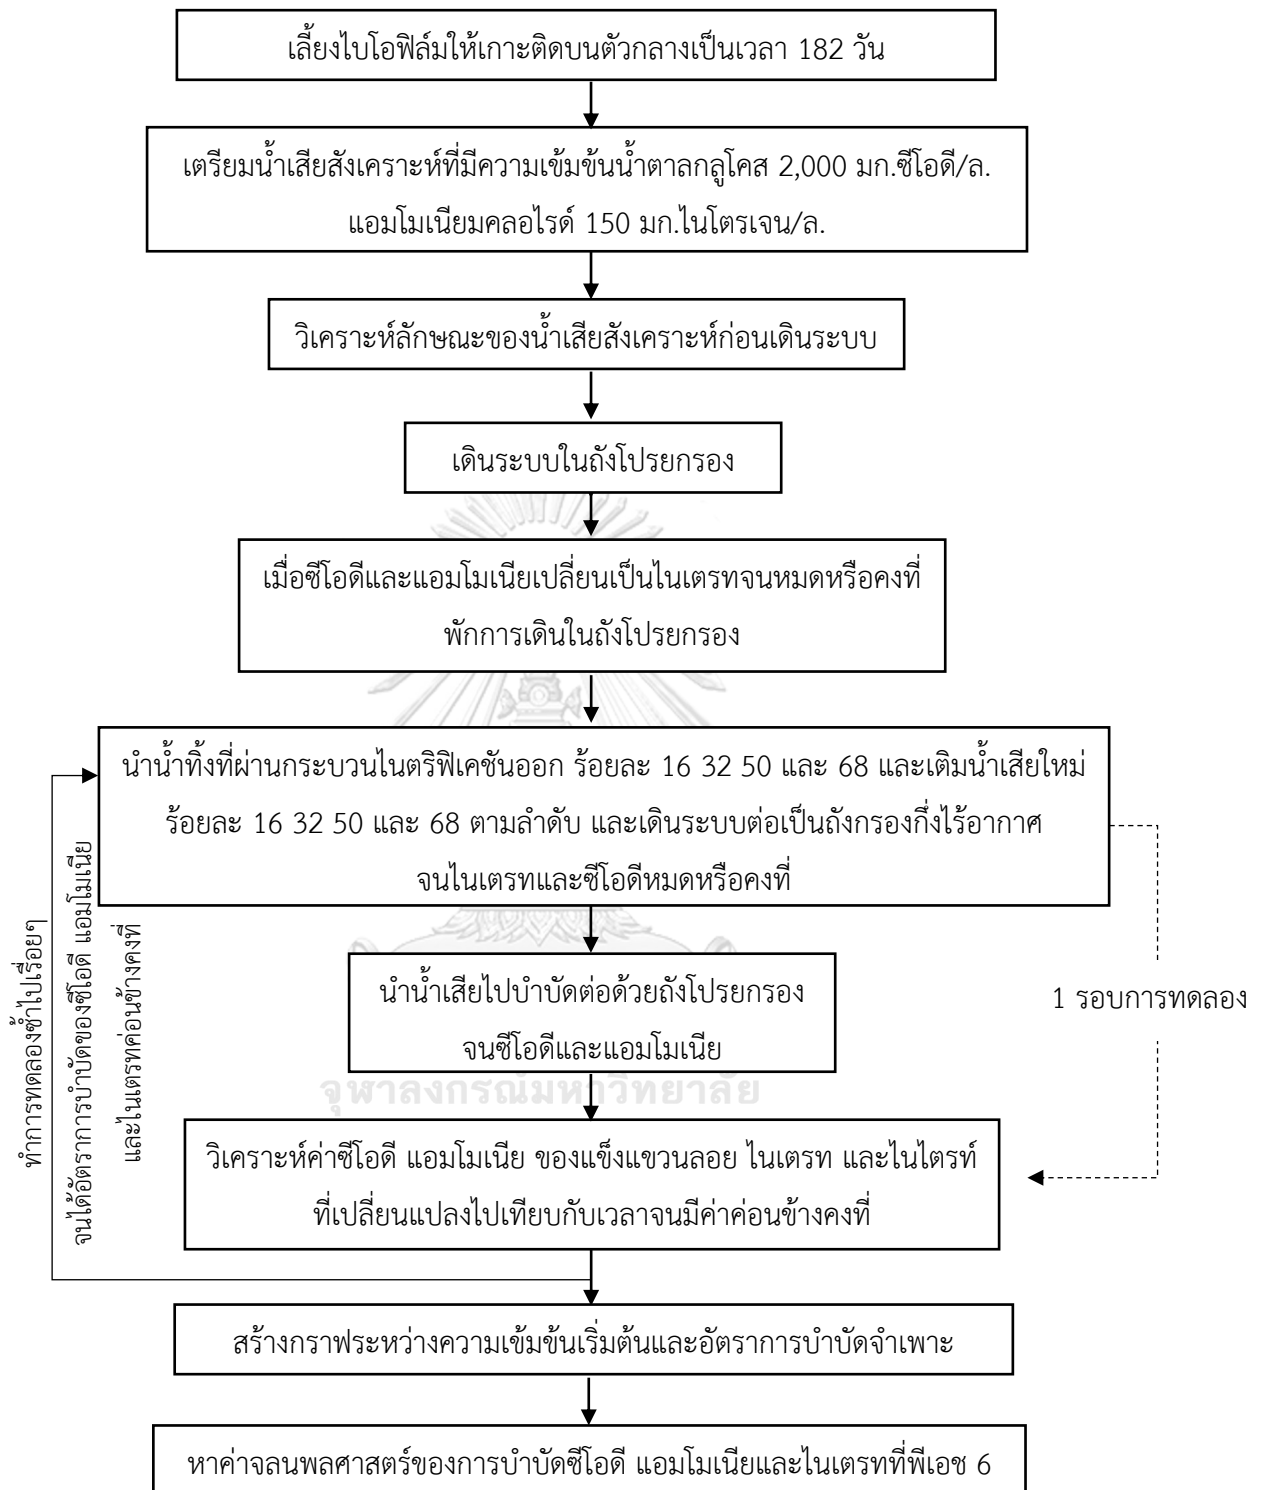 เลี้ยงไบโอฟิล์มให้เกาะติดบนตัวกลางเป็นเวลา 182 วัน
เตรียมน้ำเสียสังเคราะห์ที่มีความเข้มข้นน้ำตาลกลูโคส 2,000 มก.ซีโอดี/ล.
แอมโมเนียมคลอไรด์ 150 มก.ไนโตรเจน/ล.
วิเคราะห์ลักษณะของน้ำเสียสังเคราะห์ก่อนเดินระบบ
เดินระบบในถังโปรยกรอง
เมื่อซีโอดีและแอมโมเนียเปลี่ยนเป็นไนเตรทจนหมดหรือคงที่
พักการเดินในถังโปรยกรอง
นำน้ำทิ้งที่ผ่านกระบวนไนตริฟิเคชันออก ร้อยละ 16 32 50 และ 68 และเติมน้ำเสียใหม่
ร้อยละ 16 32 50 และ 68 ตามลำดับ และเดินระบบต่อเป็นถังกรองกึ่งไร้อากาศ
จนไนเตรทและซีโอดีหมดหรือคงที่
ทำการทดลองซ้ำไปเรื่อยๆ
จนได้อัตราการบำบัดของซีโอดี แอมโมเนีย
และไนเตรทค่อนข้างคงที่
นำน้ำเสียไปบำบัดต่อด้วยถังโปรยกรอง
จนซีโอดีและแอมโมเนีย
1 รอบการทดลอง
จุฬาลงกรณ์มหาวิทยาลัย
วิเคราะห์ค่าซีโอดี แอมโมเนีย ของแข็งแขวนลอย ไนเตรท และไนไตรท์
ที่เปลี่ยนแปลงไปเทียบกับเวลาจนมีค่าค่อนข้างคงที่
สร้างกราฟระหว่างความเข้มข้นเริ่มต้นและอัตราการบำบัดจำเพาะ
หาค่าจลนพลศาสตร์ของการบำบัดซีโอดี แอมโมเนียและไนเตรทที่พีเอช 6